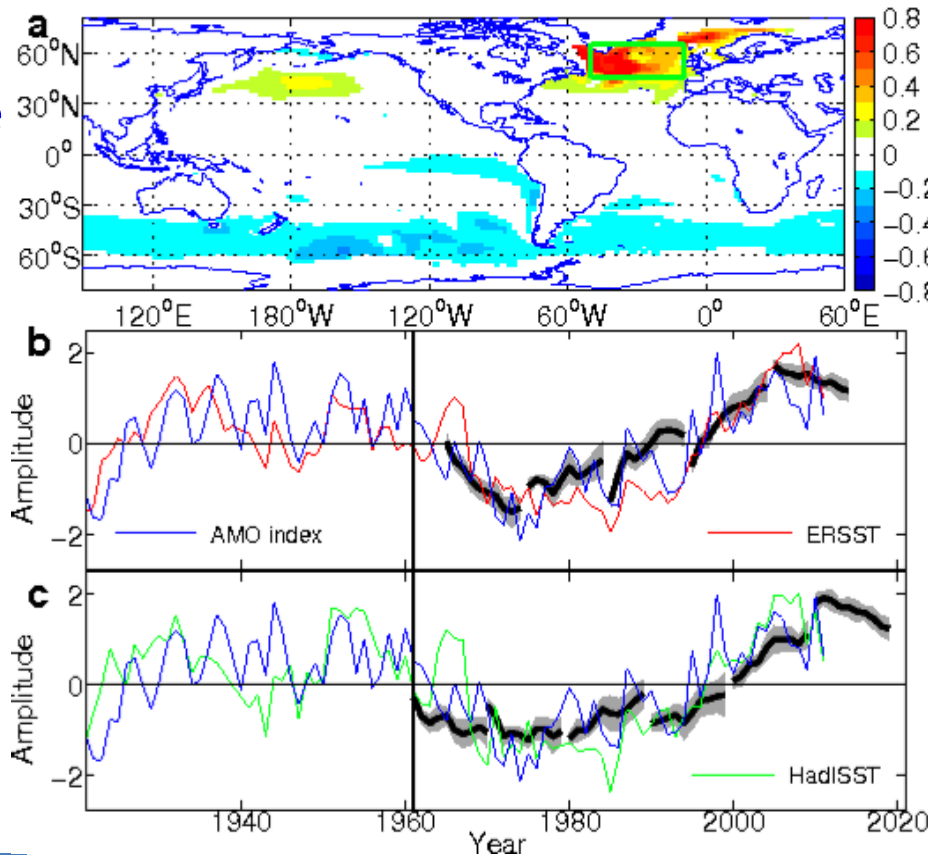 a
60°N
30°N
0°
30°S
60°S
0.8
0.6
0.4
0.2
0
−0.2
−0.4
−0.6
−0.8
120°E 180°W 120°W 60°W 0° 60°E
b
2
0
−2
Amplitude
AMO index
ERSST
c
2
0
−2
Amplitude
HadISST
1940 1960 1980 2000 2020
Year